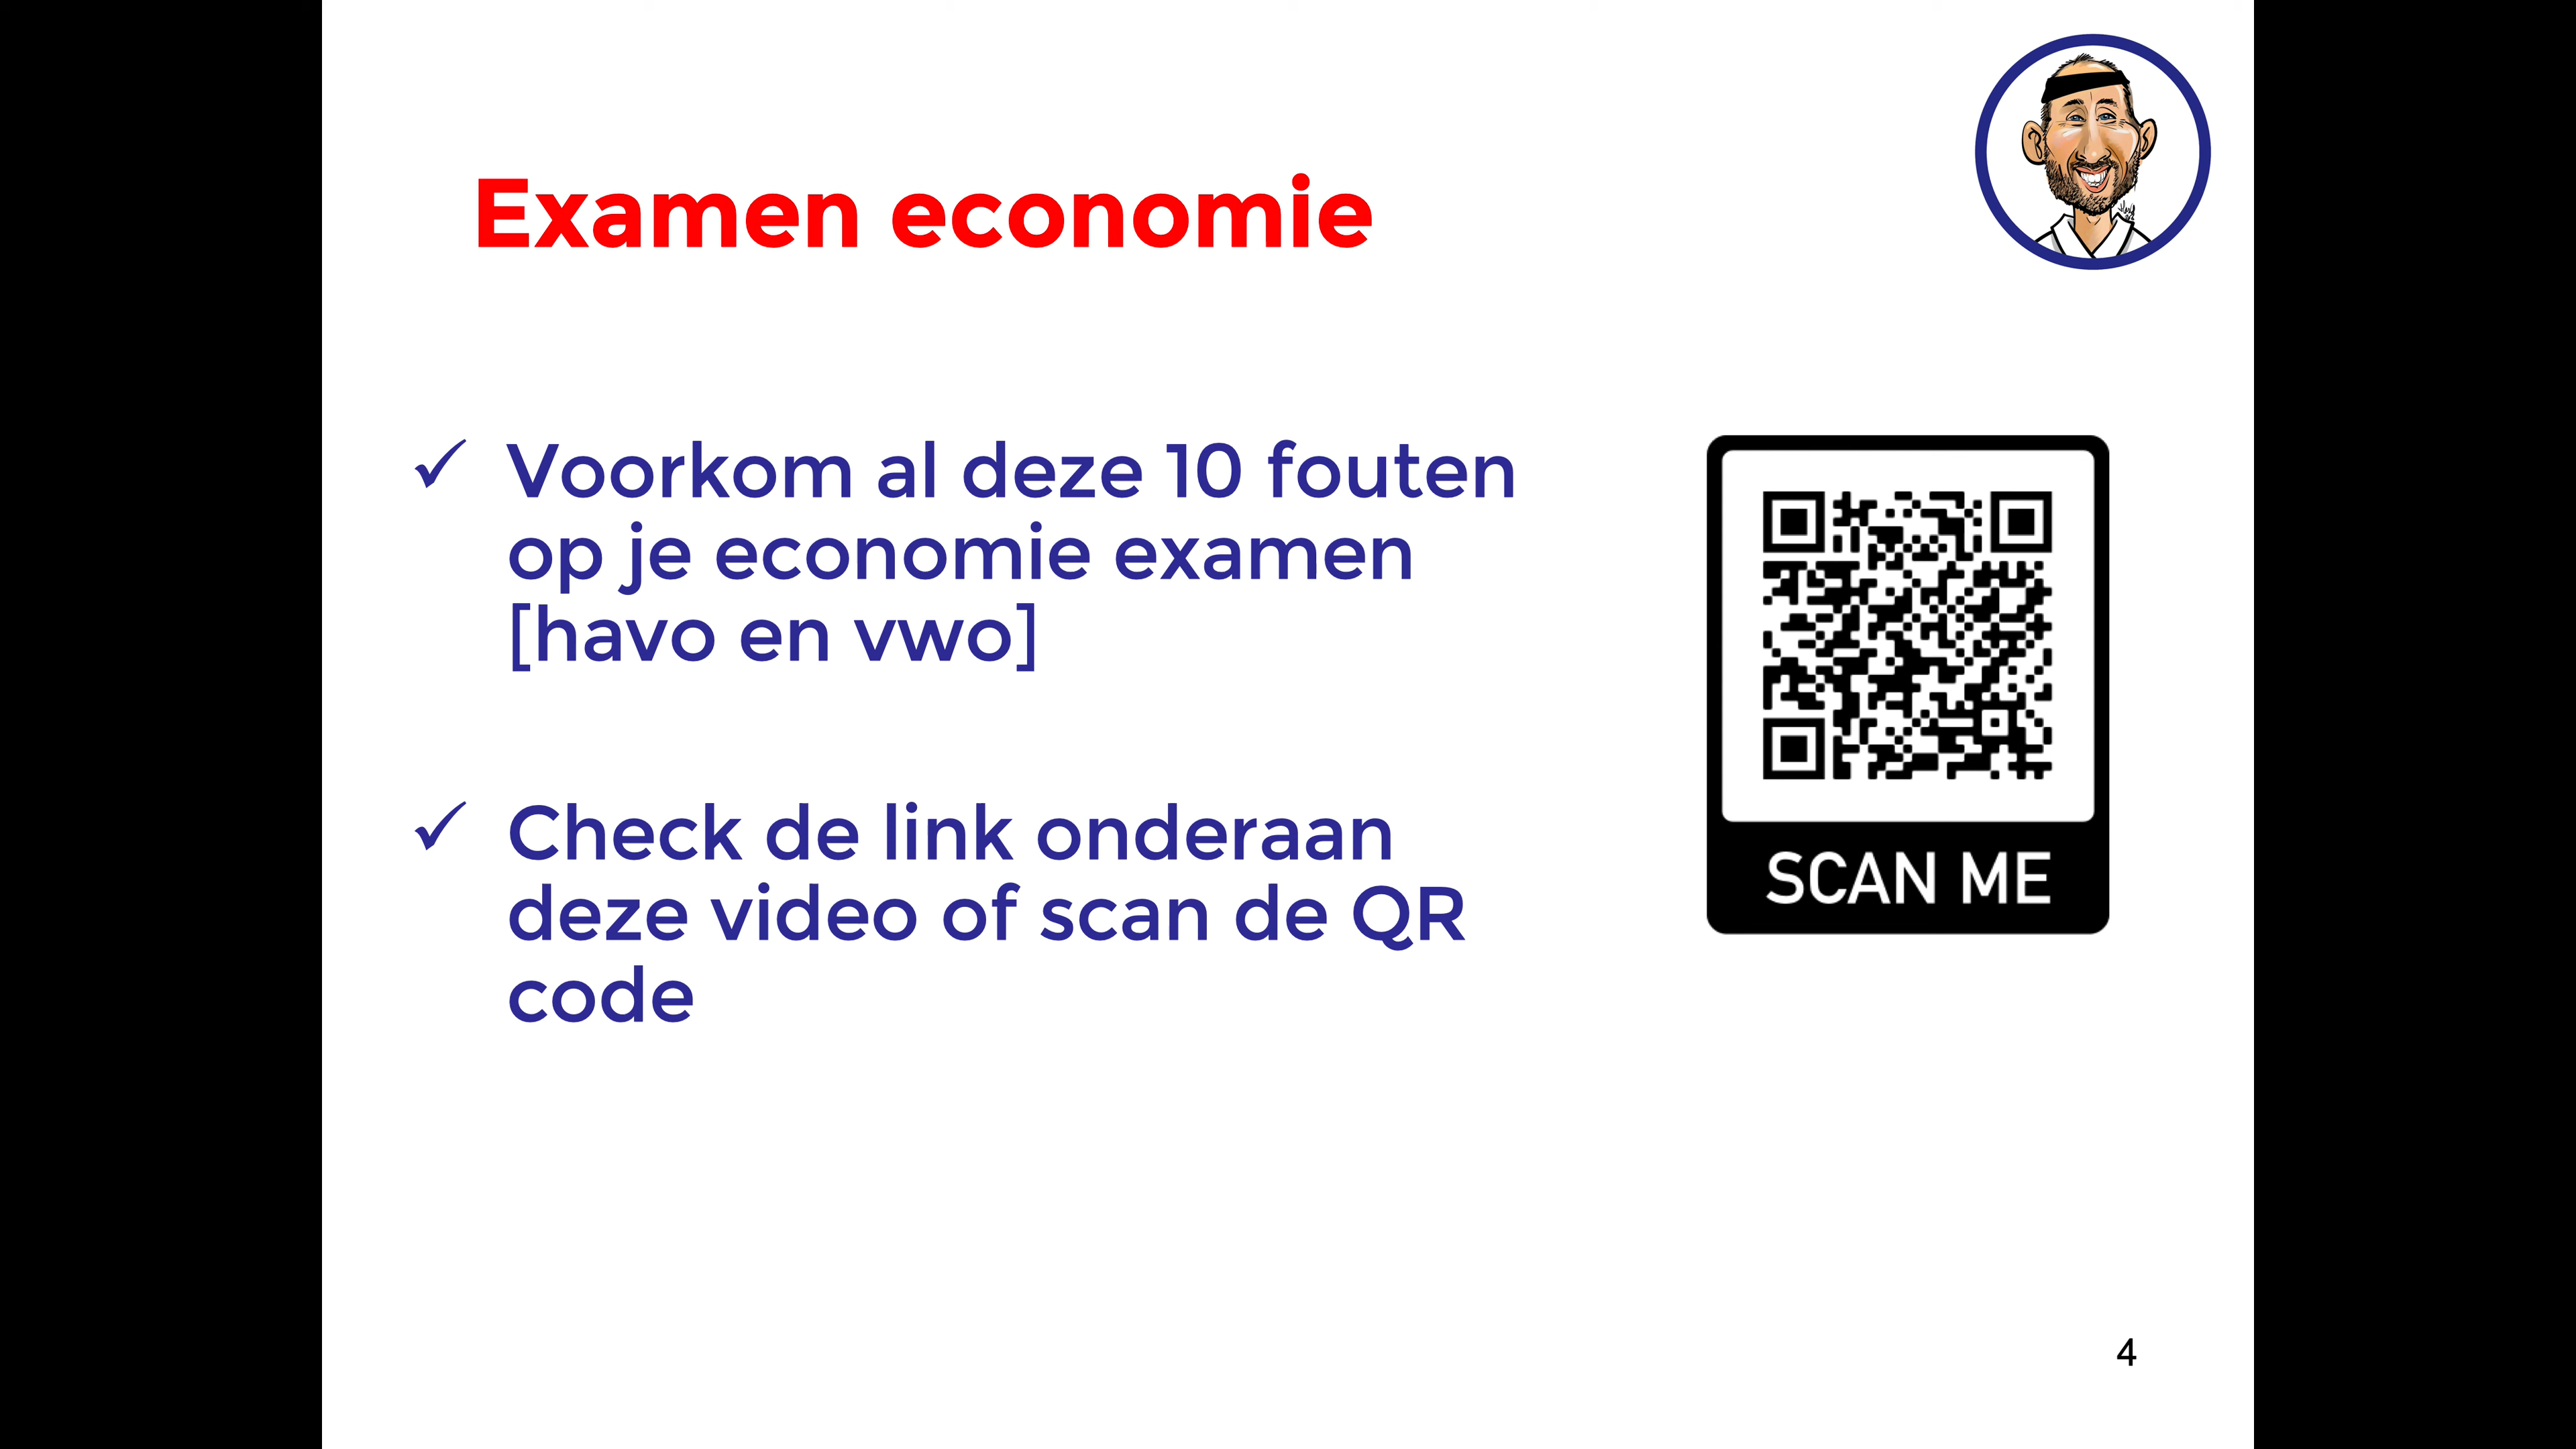 Examen economie
✓ Voorkom al deze 10 fouten
op je economie examen
[havo en vwo]
✓ Check de link onderaan
deze video of scan de QR
code
SCAN ME
4